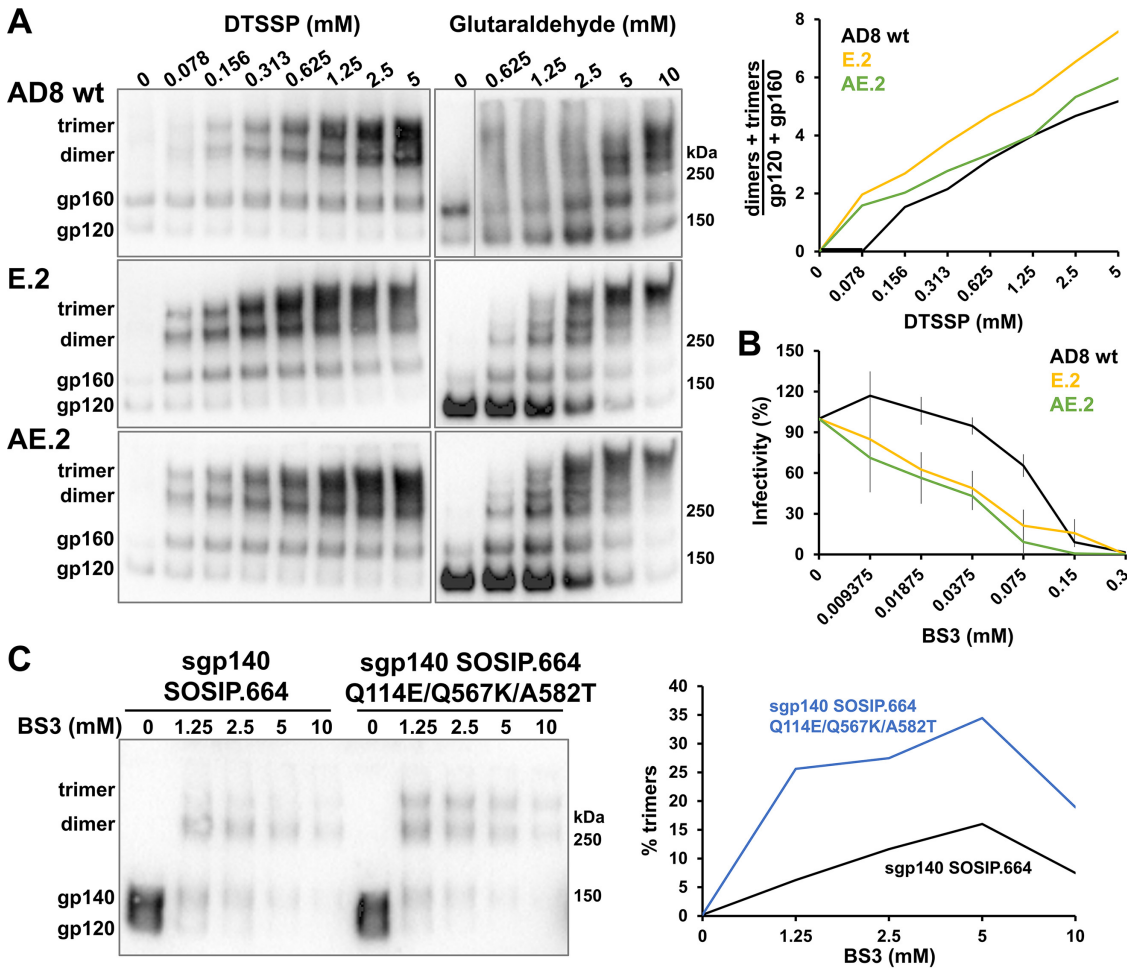 A
DTSSP (mM)
Glutaraldehyde (mM)
0 0.078 0.156 0.313 0.625 1.25 2.5 5
0 0.625 1.25 2.5 5 10
AD8 wt
trimer
dimer
gp160
gp120
kDa
250
150
E.2
trimer
dimer
gp160
gp120
250
150
AE.2
trimer
dimer
gp160
gp120
250
150
dimers + trimers
gp120 + gp160
8
6
4
2
0
AD8 wt
E.2
AE.2
0 0.078 0.156 0.313 0.625 1.25 2.5 5
DTSSP (mM)
B
Infectivity (%)
150
120
90
60
30
0
AD8 wt
E.2
AE.2
0 0.009375 0.01875 0.0375 0.075 0.15 0.3
BS3 (mM)
C
sgp140
SOSIP.664
sgp140 SOSIP.664
Q114E/Q567K/A582T
BS3 (mM) 0 1.25 2.5 5 10 0 1.25 2.5 5 10
trimer
dimer
gp140
gp120
kDa
250
150
% trimers
40
35
30
25
20
15
10
5
0
sgp140 SOSIP.664
Q114E/Q567K/A582T
sgp140 SOSIP.664
0 1.25 2.5 5 10
BS3 (mM)